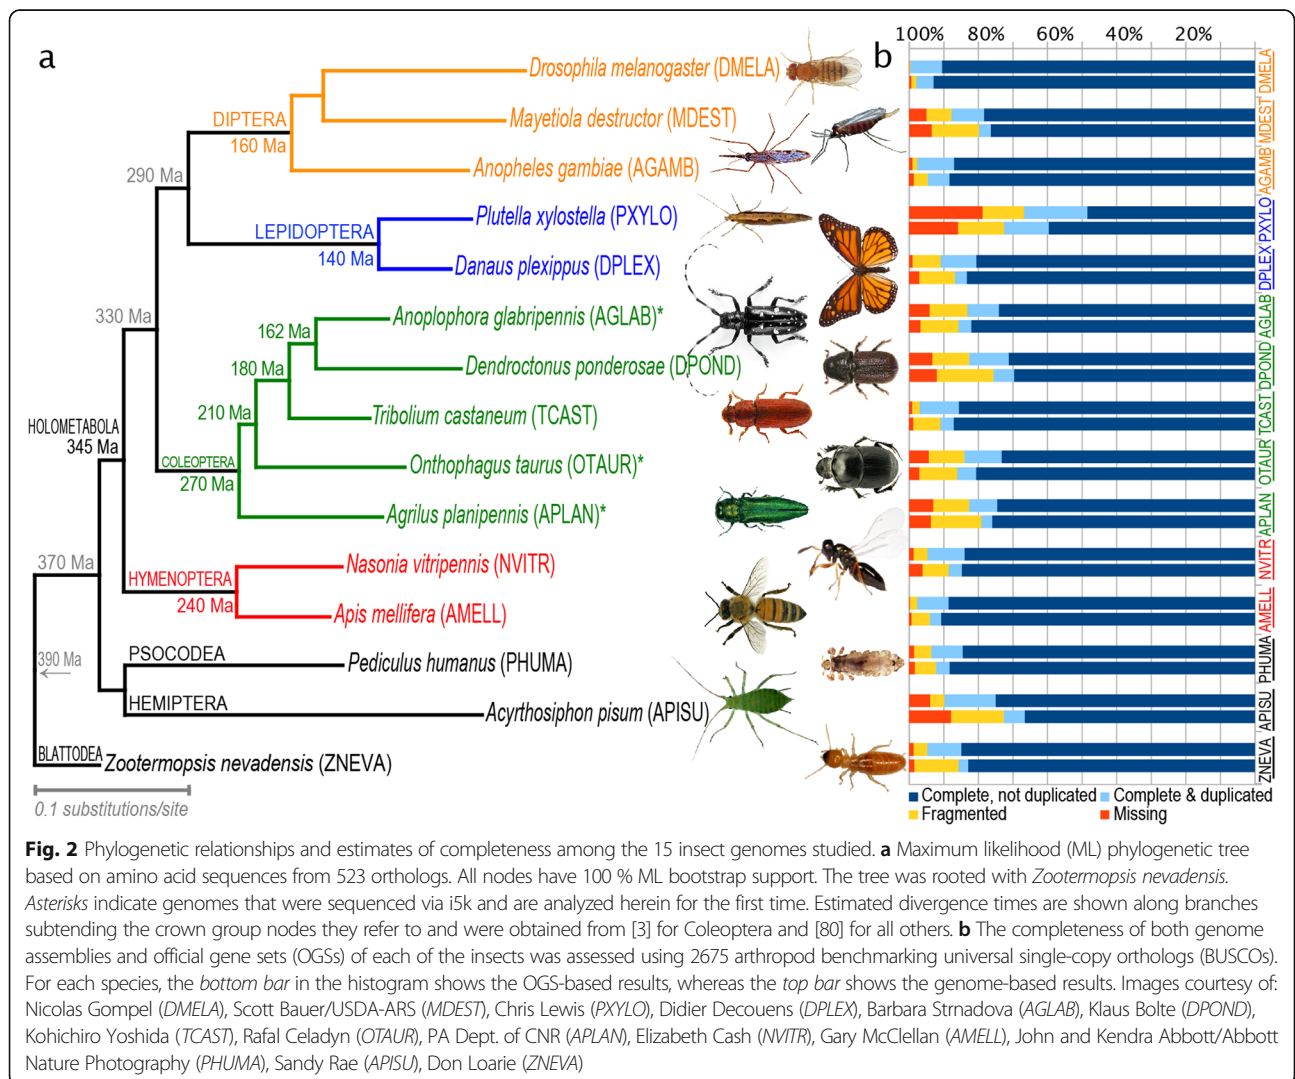 a
b
100% 80% 60% 40% 20%
Drosophila melanogaster (DMELA)
DMELA
Mayetiola destructor (MDEST)
MDEST
DIPTERA
160 Ma
Anopheles gambiae (AGAMB)
AGAMB
290 Ma
Plutella xylostella (PXYLO)
PXYLO
LEPIDOPTERA
140 Ma
Danaus plexippus (DPLEX)
DPLEX
330 Ma
Anoplophora glabripennis (AGLAB)*
AGLAB
162 Ma
Dendroctonus ponderosae (DPOND)
DPOND
180 Ma
Tribolium castaneum (TCAST)
TCAST
210 Ma
HOLOMETABOLA
345 Ma
Onthophagus taurus (OTAUR)*
OTAUR
COLEOPTERA
270 Ma
Agrilus planipennis (APLAN)*
APLAN
370 Ma
Nasonia vitripennis (NVITR)
NVITR
HYMENOPTERA
240 Ma
Apis mellifera (AMELL)
AMELL
390 Ma
PSOCODEA
Pediculus humanus (PHUMA)
PHUMA
HEMIPTERA
Acyrthosiphon pisum (APISU)
APISU
BLATTODEA
Zootermopsis nevadensis (ZNEVA)
ZNEVA
0.1 substitutions/site
Complete, not duplicated Complete & duplicated
Fragmented Missing
Fig. 2 Phylogenetic relationships and estimates of completeness among the 15 insect genomes studied. a Maximum likelihood (ML) phylogenetic tree
based on amino acid sequences from 523 orthologs. All nodes have 100 % ML bootstrap support. The tree was rooted with Zootermopsis nevadensis.
Asterisks indicate genomes that were sequenced via i5k and are analyzed herein for the first time. Estimated divergence times are shown along branches
subtending the crown group nodes they refer to and were obtained from [3] for Coleoptera and [80] for all others. b The completeness of both genome
assemblies and official gene sets (OGSs) of each of the insects was assessed using 2675 arthropod benchmarking universal single-copy orthologs (BUSCOs).
For each species, the bottom bar in the histogram shows the OGS-based results, whereas the top bar shows the genome-based results. Images courtesy of:
Nicolas Gompel (DMELA), Scott Bauer/USDA-ARS (MDEST), Chris Lewis (PXYLO), Didier Decouens (DPLEX), Barbara Strnadova (AGLAB), Klaus Bolte (DPOND),
Kohichiro Yoshida (TCAST), Rafal Celadyn (OTAUR), PA Dept. of CNR (APLAN), Elizabeth Cash (NVITR), Gary McClellan (AMELL), John and Kendra Abbott/Abbott
Nature Photography (PHUMA), Sandy Rae (APISU), Don Loarie (ZNEVA)